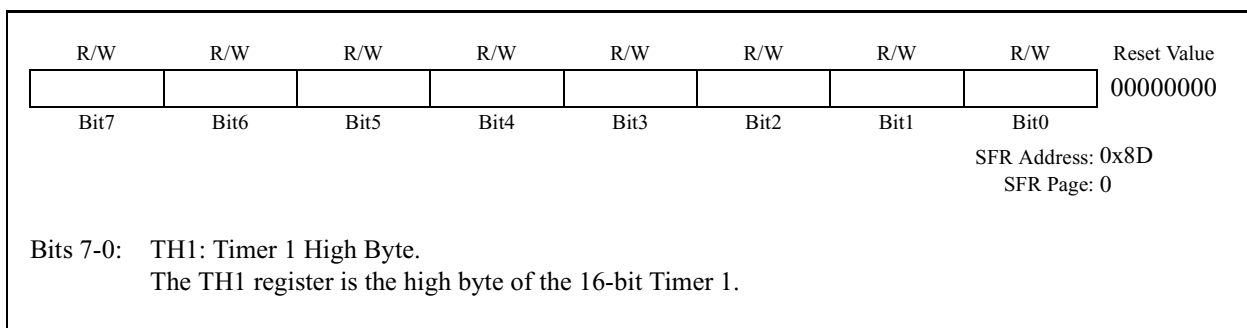 R/W R/W R/W R/W R/W R/W R/W R/W Reset Value
00000000
Bit7 Bit6 Bit5 Bit4 Bit3 Bit2 Bit1 Bit0
SFR Address: 0x8D
SFR Page: 0
Bits 7-0: TH1: Timer 1 High Byte.
The TH1 register is the high byte of the 16-bit Timer 1.